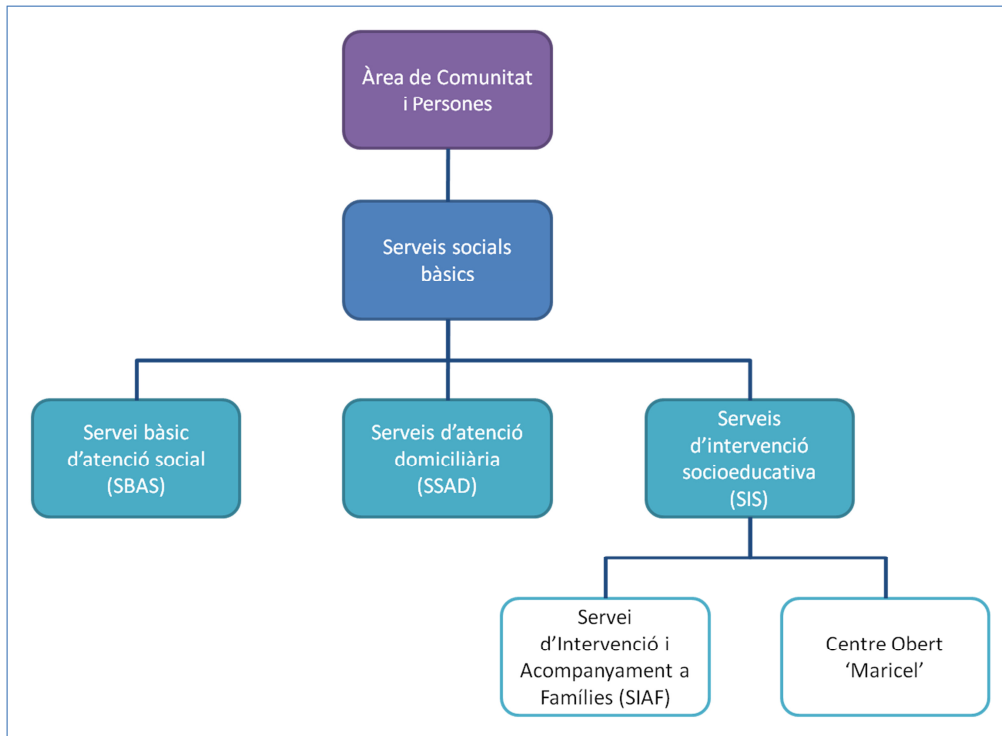 Àrea de Comunitat
i Persones
Serveis socials
bàsics
Servei bàsic
d'atenció social
(SBAS)
Serveis d'atenció
domiciliària
(SSAD)
Serveis
d'intervenció
socioeducativa
(SIS)
Servei
d'Intervenció i
Acompanyament a
Famílies (SIAF)
Centre Obert
'Maricel'